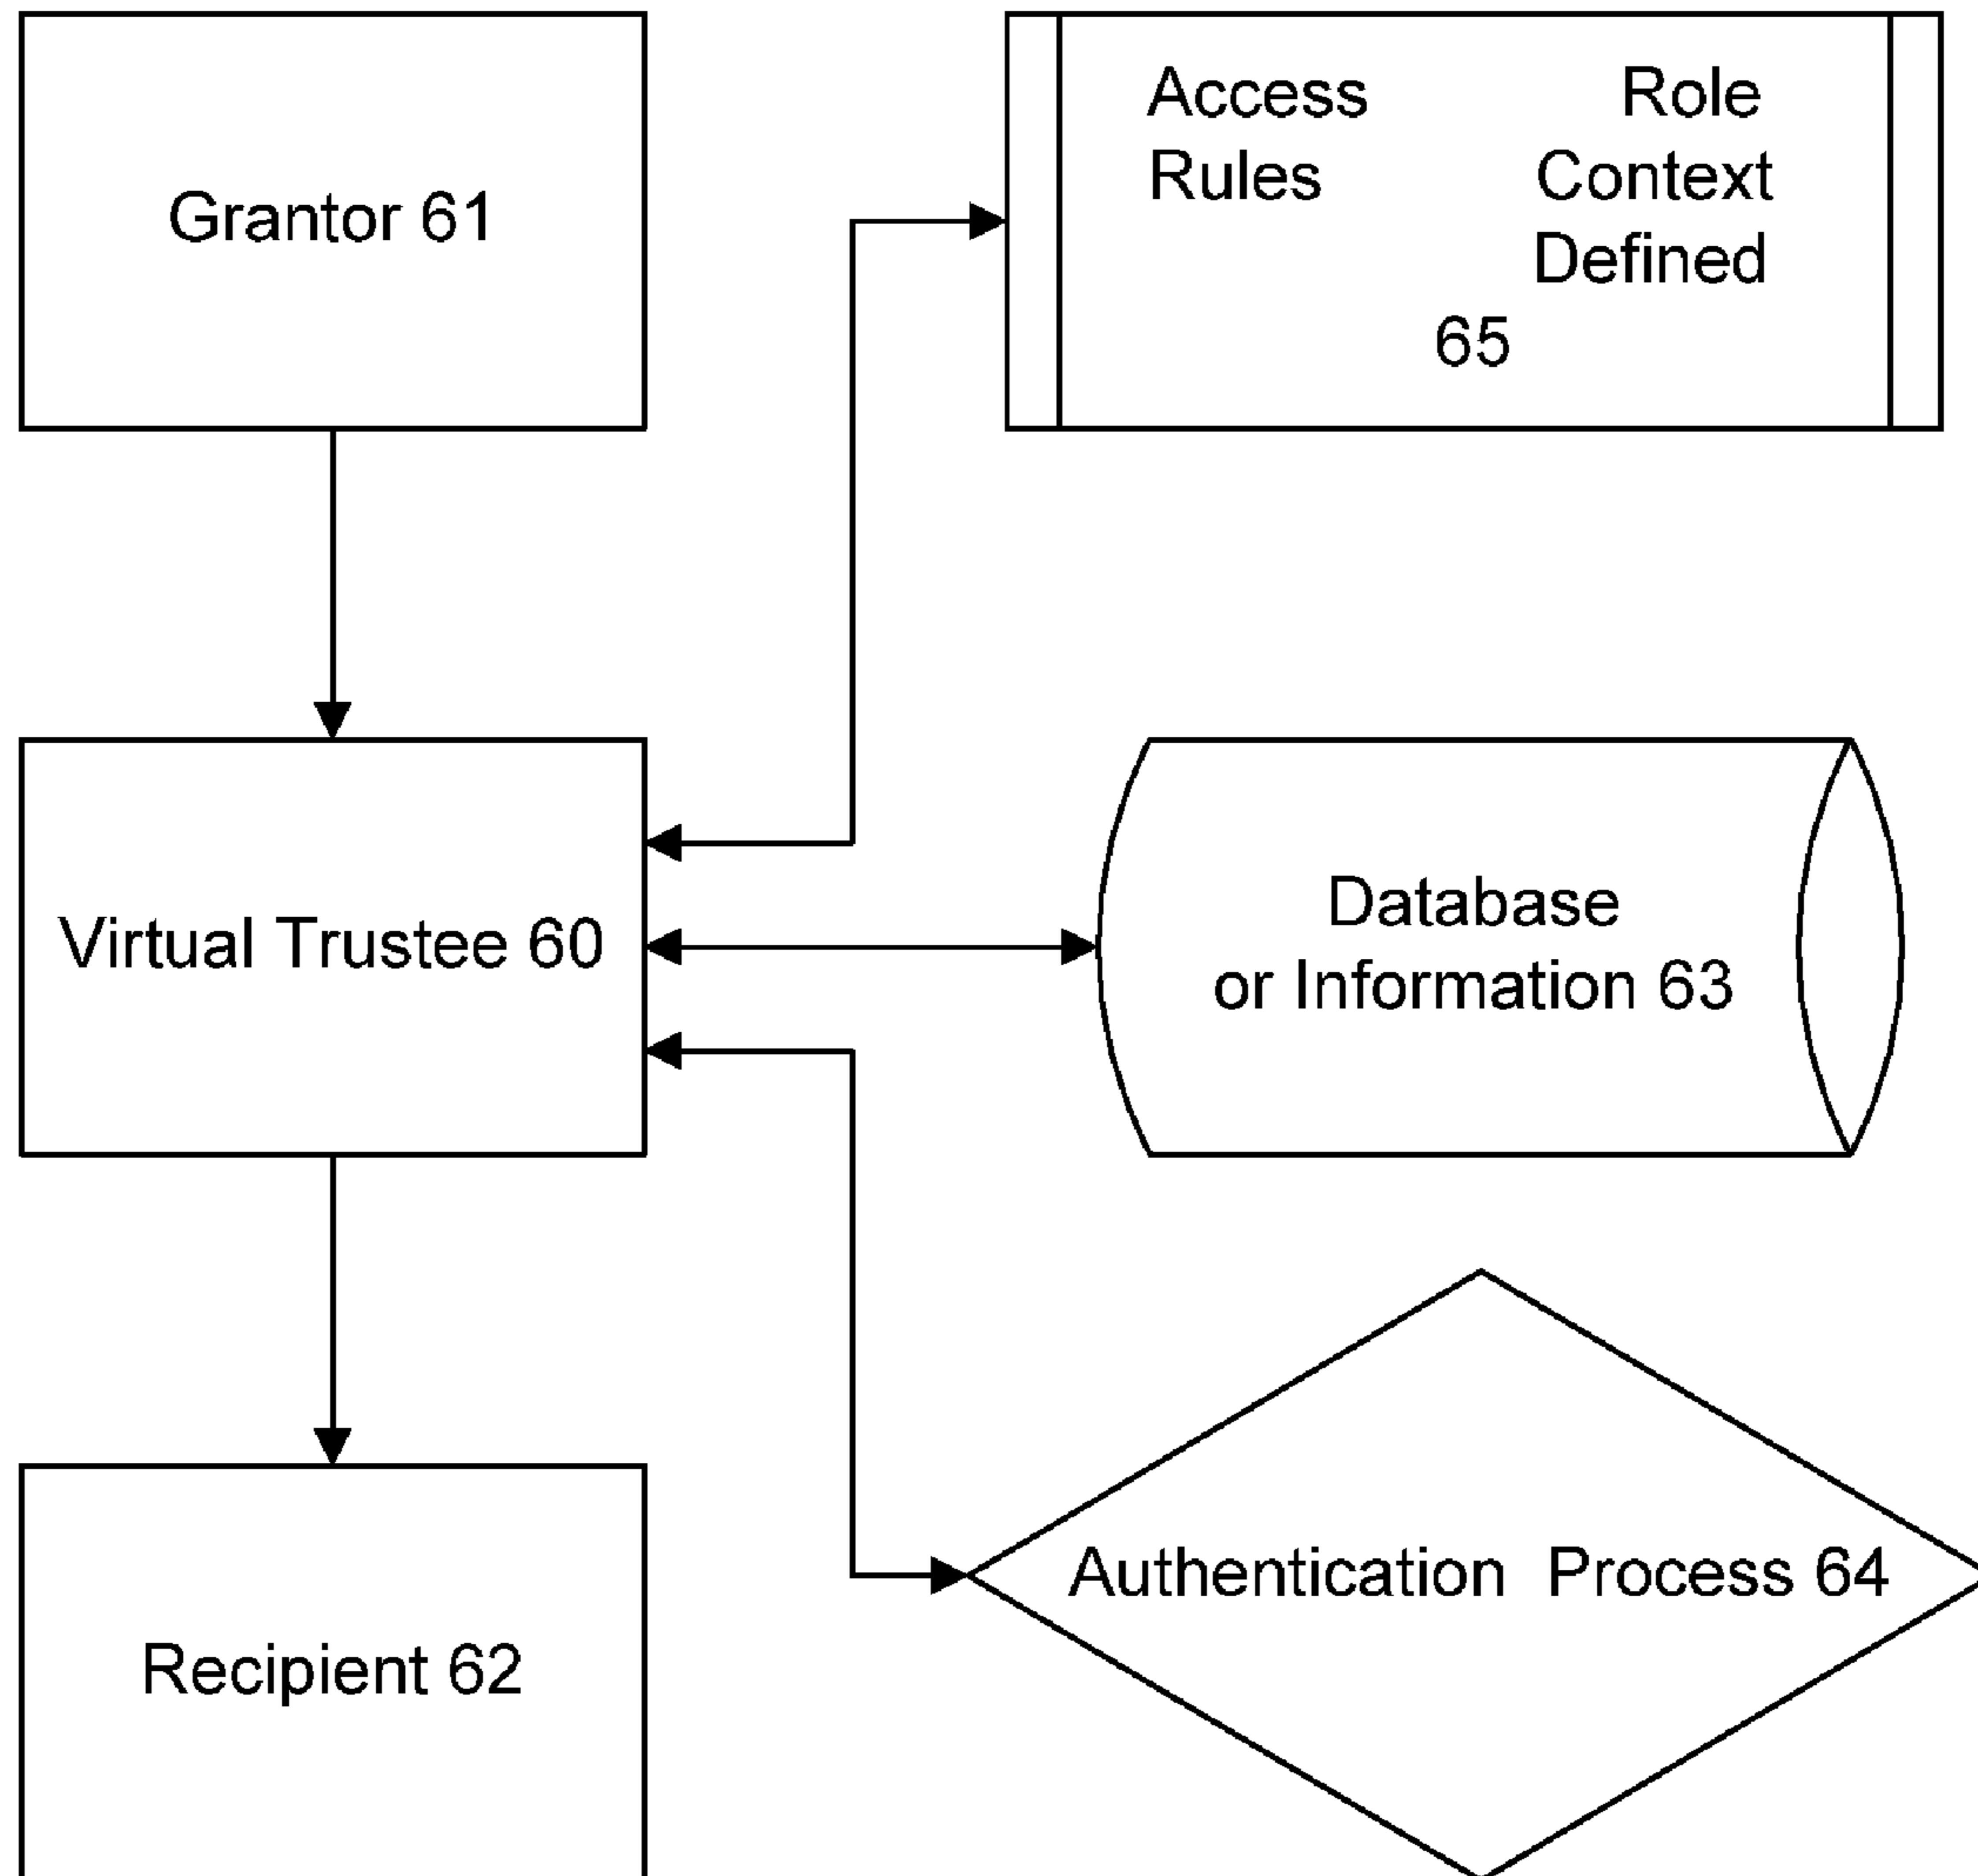 Grantor 61
Access Role
Rules Context
Defined
65
Virtual Trustee 60
Database
or Information 63
Authentication Process 64
Recipient 62